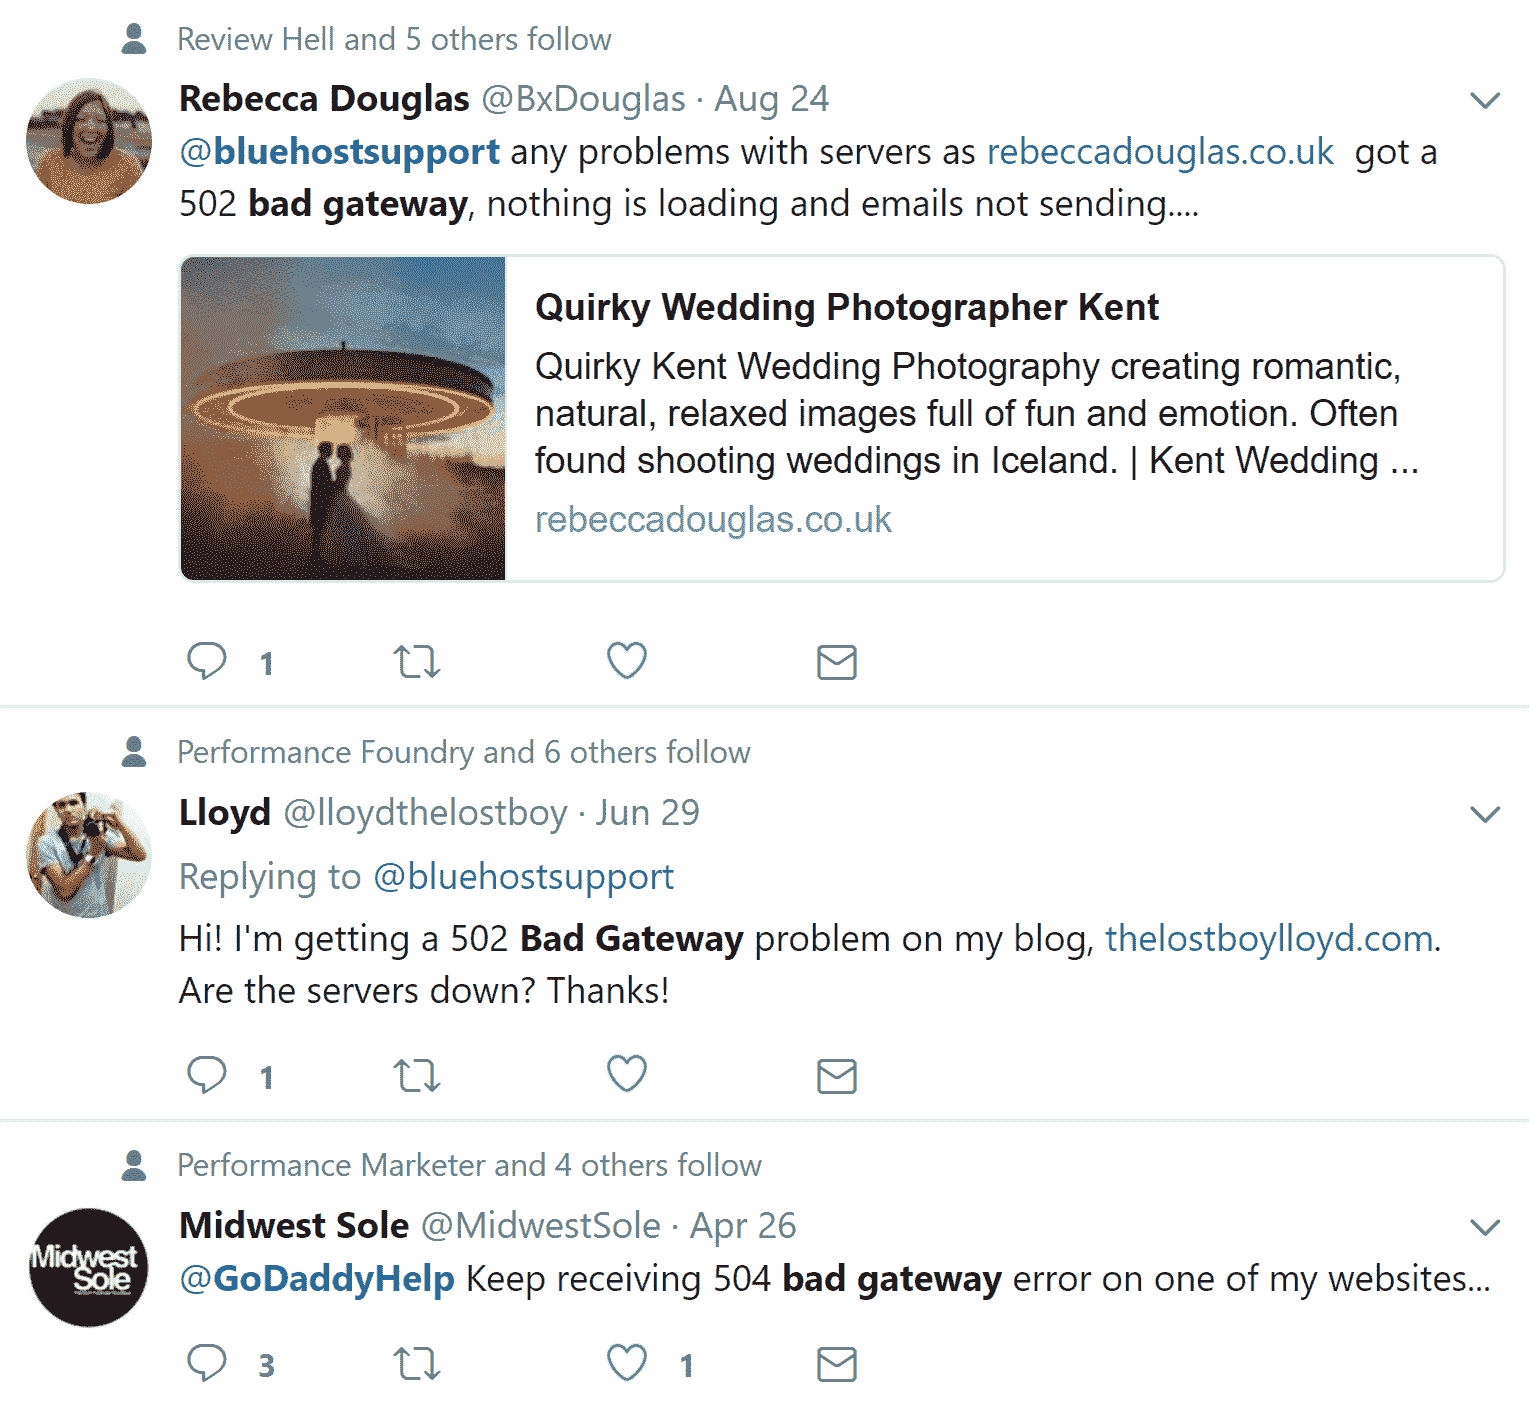 Review Hell and 5 others follow
Rebecca Douglas @BxDouglas · Aug 24
@bluehostsupport any problems with servers as rebeccadouglas.co.uk got a
502 bad gateway, nothing is loading and emails not sending....
Quirky Wedding Photographer Kent
Quirky Kent Wedding Photography creating romantic,
natural, relaxed images full of fun and emotion. Often
found shooting weddings in Iceland. | Kent Wedding ...
rebeccadouglas.co.uk
1
Performance Foundry and 6 others follow
Lloyd @lloydthelostboy · Jun 29
Replying to @bluehostsupport
Hi! I'm getting a 502 Bad Gateway problem on my blog, thelostboylloyd.com.
Are the servers down? Thanks!
1
Performance Marketer and 4 others follow
Midwest Sole @MidwestSole · Apr 26
@GoDaddyHelp Keep receiving 504 bad gateway error on one of my websites...
Midwest
Sole
3 1